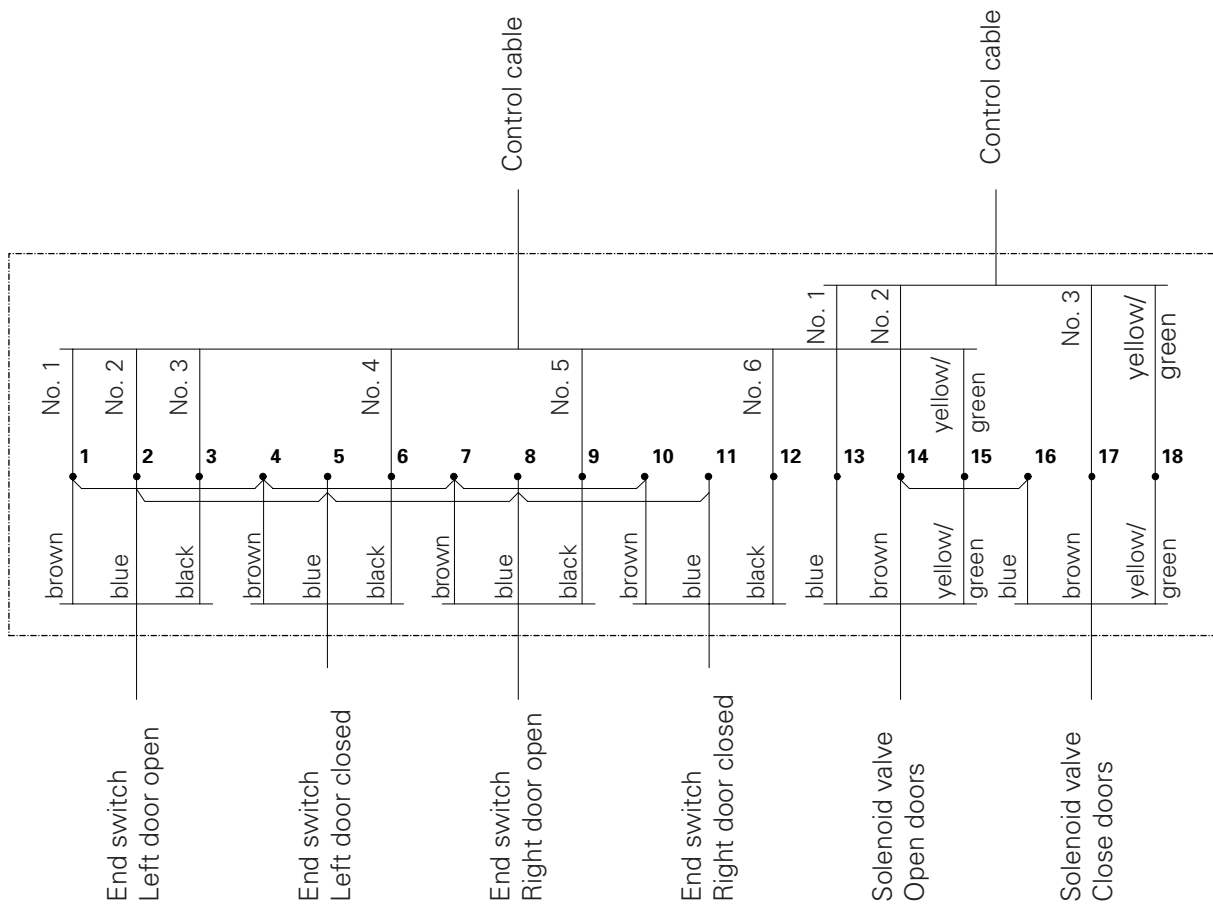 Control cable
Control cable
No. 1
No. 2
No. 3
No. 4
No. 5
No. 6
yellow/
green
No. 1
No. 2
No. 3
yellow/
green
1
2
3
4
5
6
7
8
9
10
11
12
13
14
15
16
17
18
brown
blue
black
brown
blue
black
brown
blue
black
brown
blue
black
blue
brown
yellow/
green
blue
brown
yellow/
green
End switch
Left door open
End switch
Left door closed
End switch
Right door open
End switch
Right door closed
Solenoid valve
Open doors
Solenoid valve
Close doors